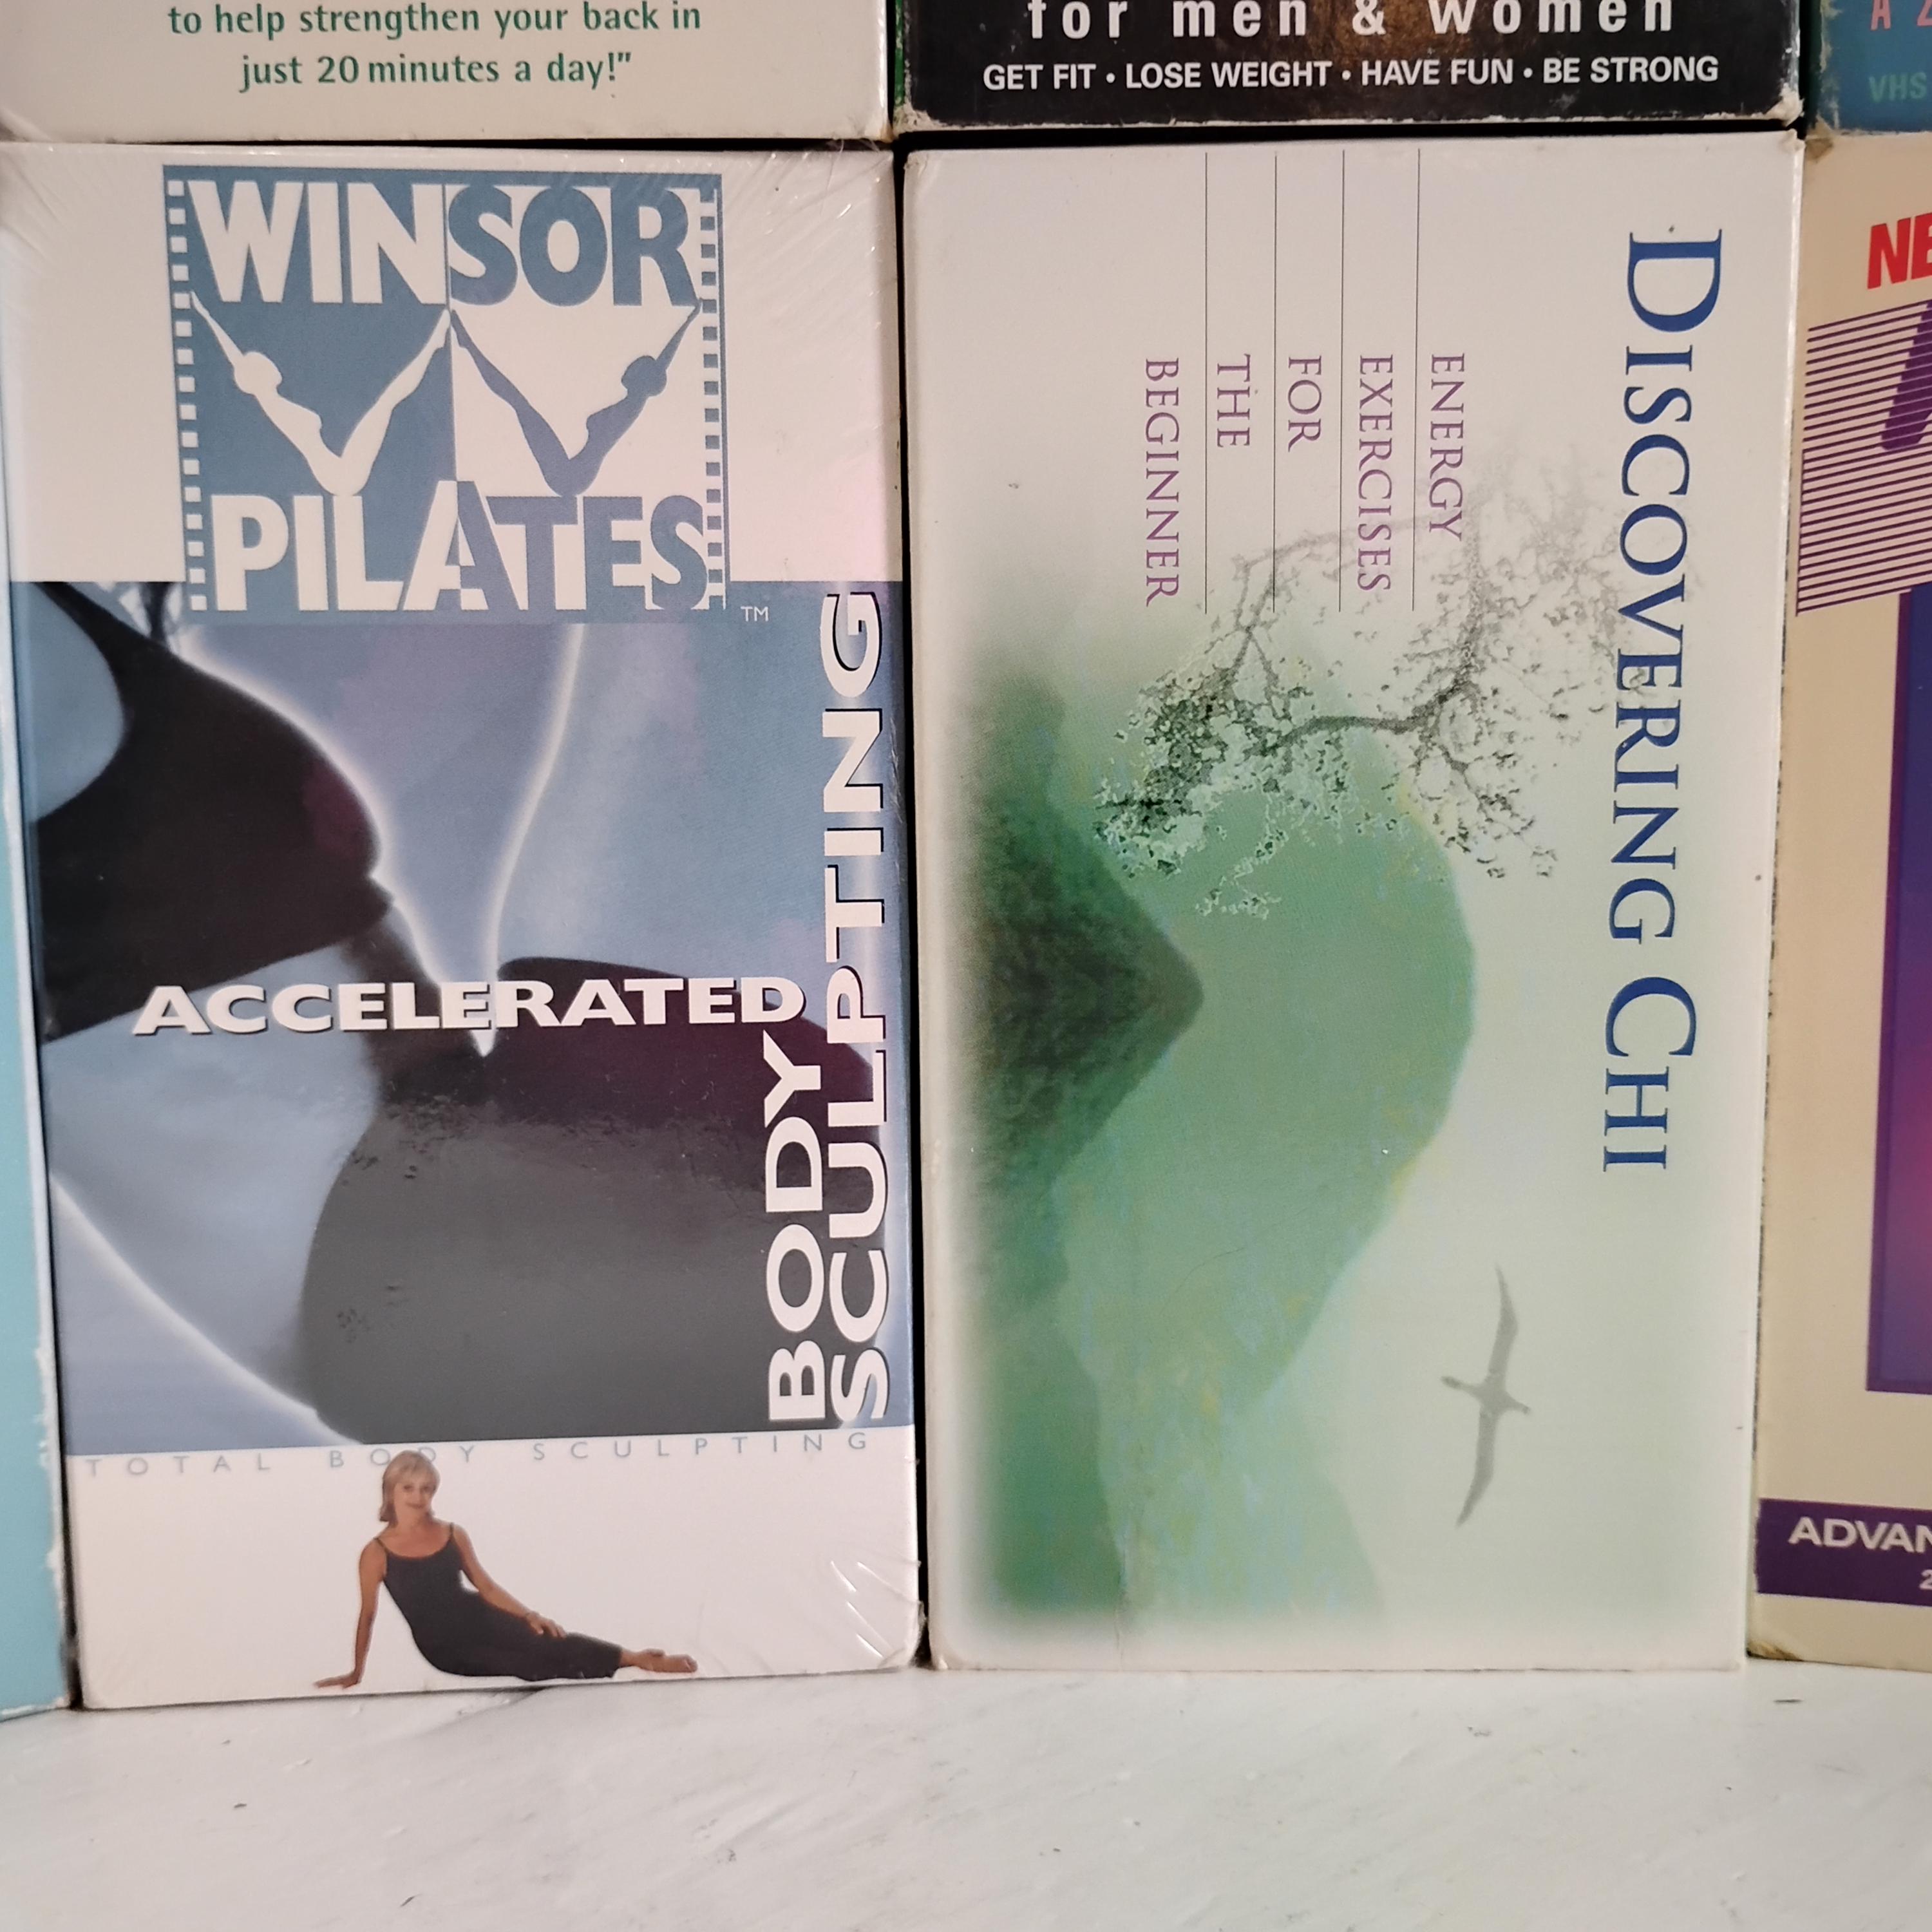 to help strengthen your back in
just 20 minutes a day!"
for men & women
GET FIT • LOSE WEIGHT • HAVE FUN • BE STRONG
VHS
WINSOR
PILATES
TM
ACCELERATED
BODY
SCULPTING
TOTAL BODY SCULPTING
DISCOVERING CHI
ENERGY
EXERCISES
FOR
THE
BEGINNER